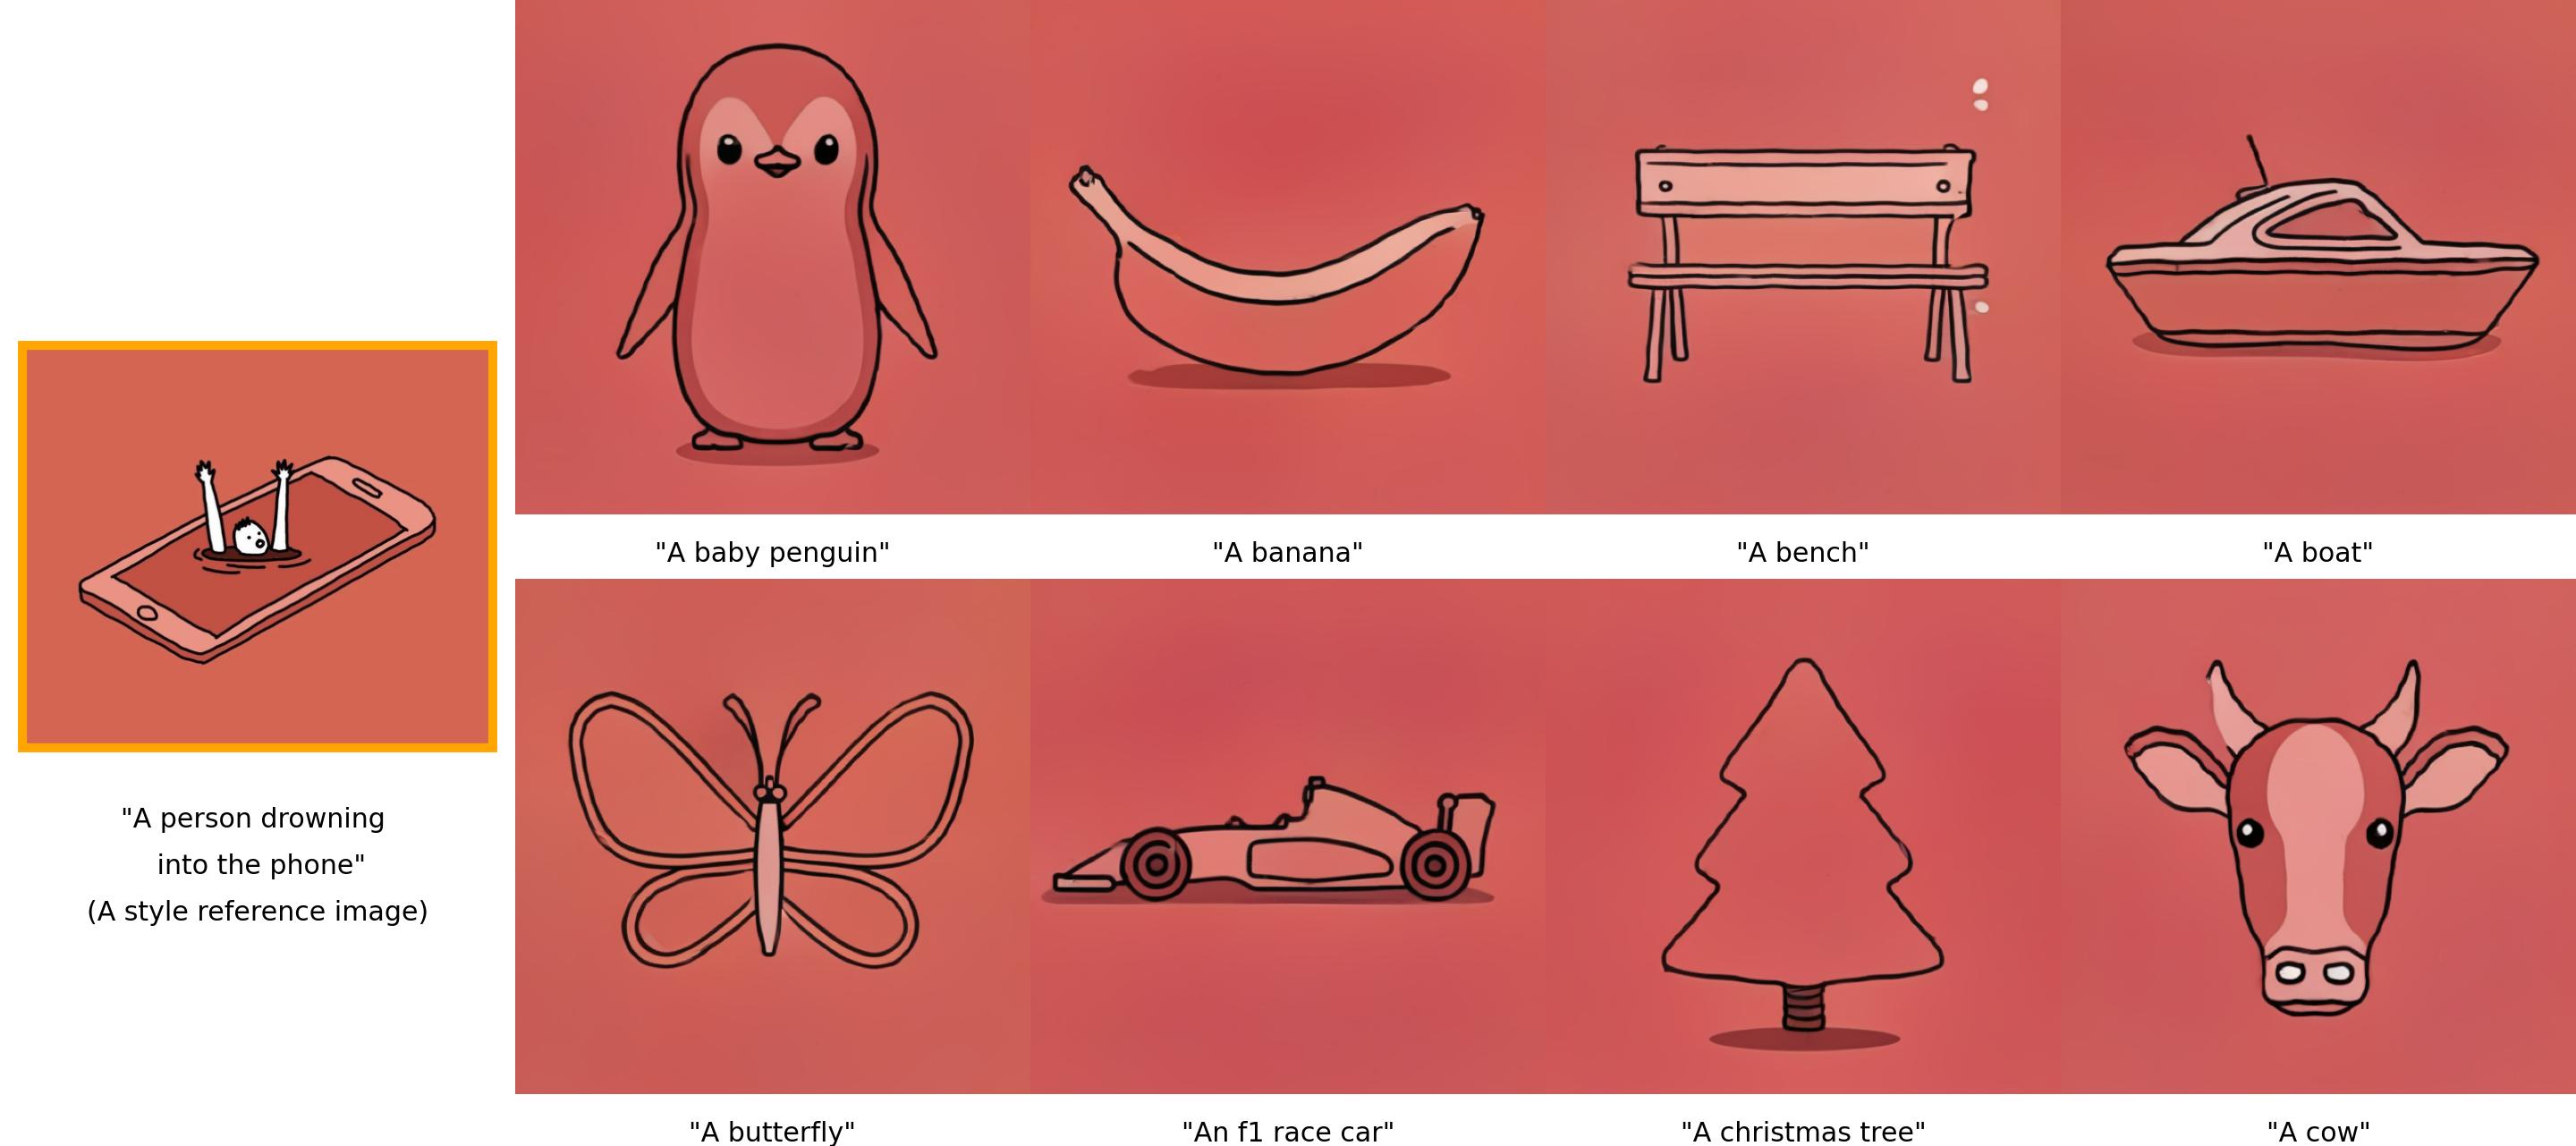 "A person drowning
into the phone"
(A style reference image)
"A baby penguin"
"A banana"
"A bench"
"A boat"
"A butterfly"
"An f1 race car"
"A christmas tree"
"A cow"